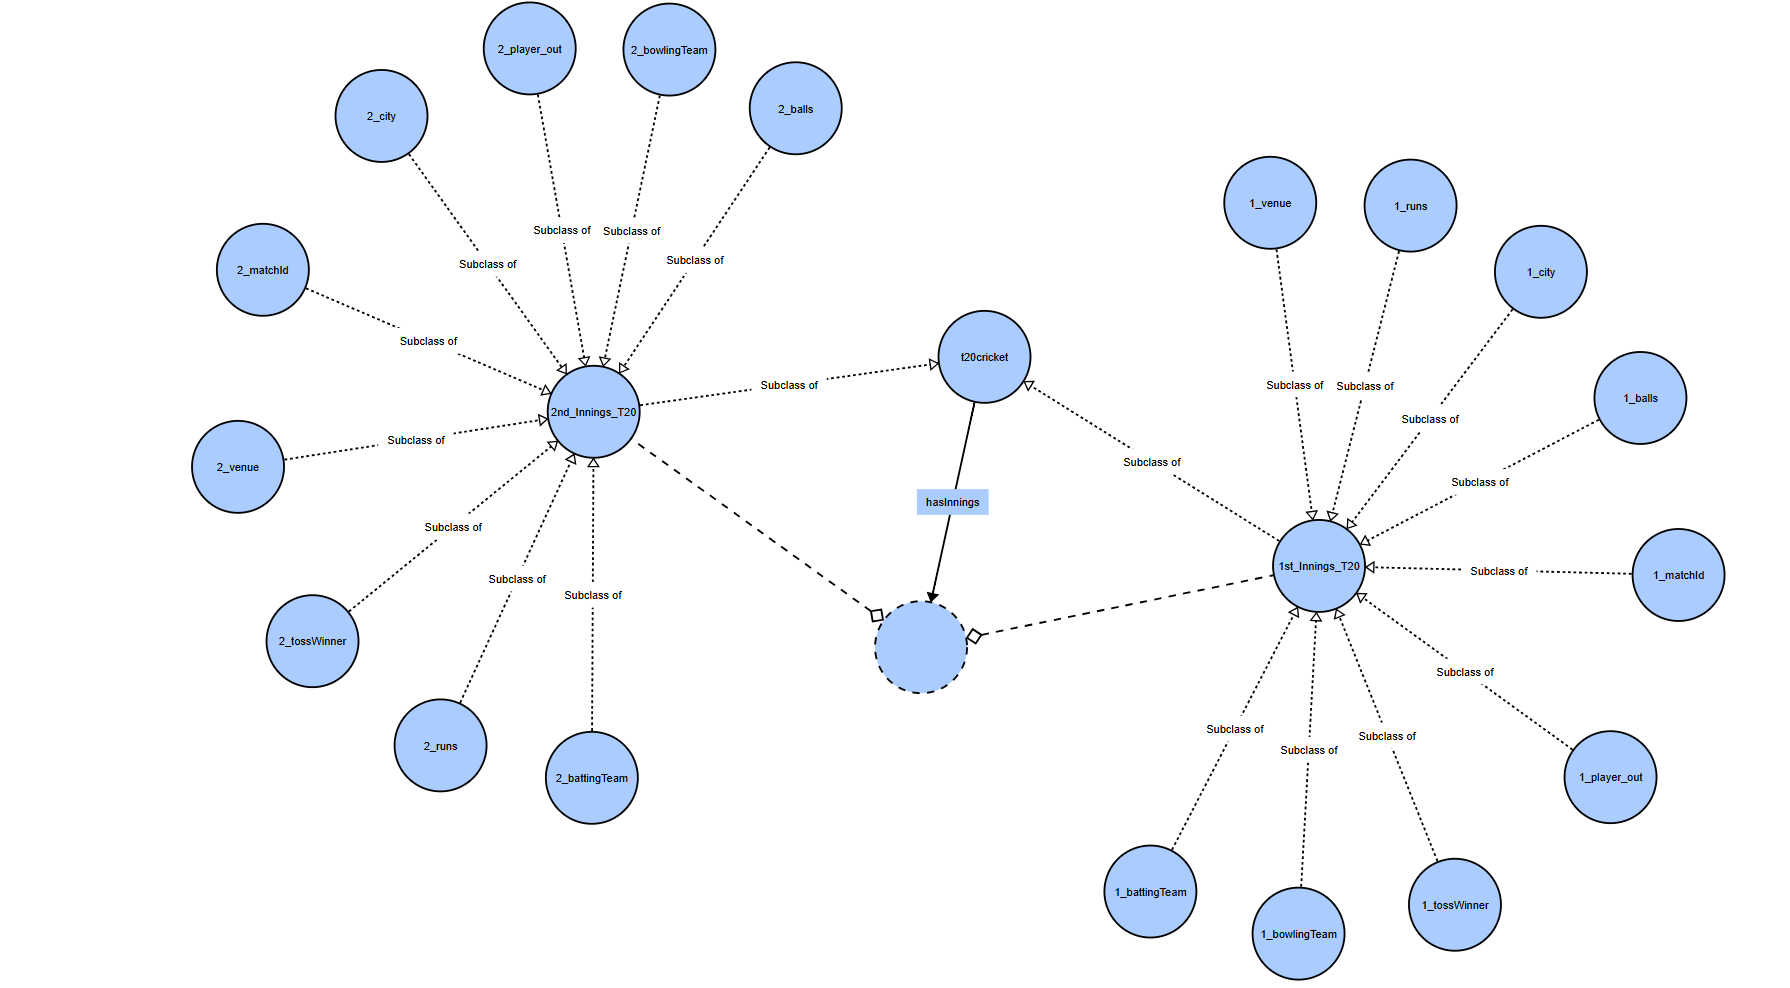 2_player_out
2_bowlingTeam
2_balls
2_city
1_venue
1_runs
Subclass of
Subclass of
Subclass of
Subclass of
2_matchId
1_city
Subclass of
t20cricket
Subclass of
Subclass of
Subclass of
1_balls
2nd_Innings_T20
Subclass of
Subclass of
2_venue
Subclass of
Subclass of
hasInnings
Subclass of
1st_Innings_T20
Subclass of
1_matchId
Subclass of
Subclass of
2_tossWinner
Subclass of
Subclass of
Subclass of
2_runs
Subclass of
2_battingTeam
1_player_out
1_battingTeam
1_tossWinner
1_bowlingTeam